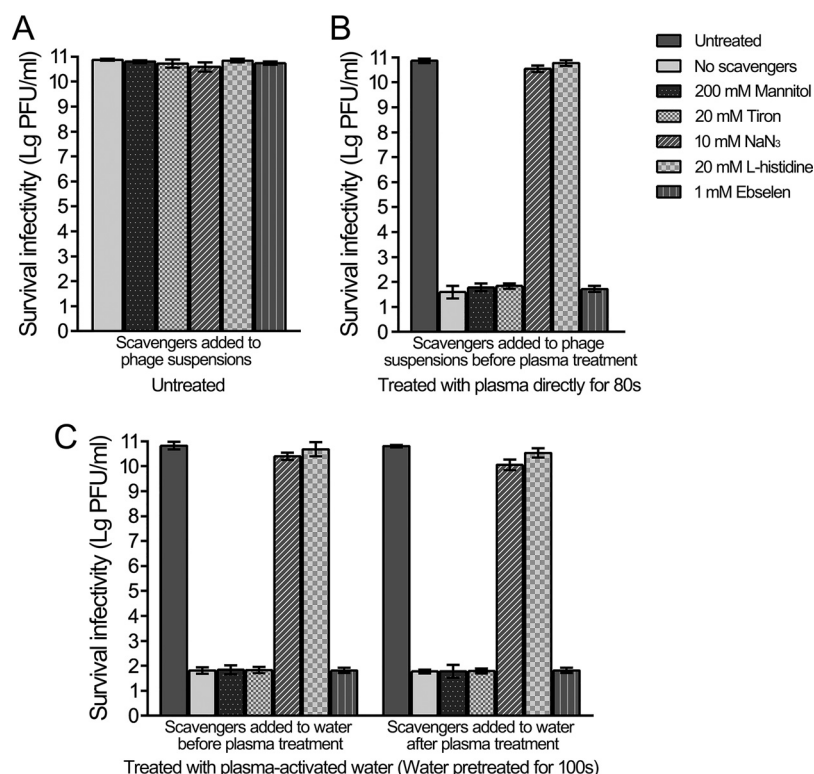 A
Survival infectivity (Lg PFU/ml)
11
10
9
8
7
6
5
4
3
2
1
0
Scavengers added to
phage suspensions
Untreated
B
Survival infectivity (Lg PFU/ml)
11
10
9
8
7
6
5
4
3
2
1
0
Scavengers added to phage
suspensions before plasma treatment
Treated with plasma directly for 80s
Untreated
No scavengers
200 mM Mannitol
20 mM Tiron
10 mM NaN₃
20 mM L-histidine
1 mM Ebselen
C
Survival infectivity (Lg PFU/ml)
11
10
9
8
7
6
5
4
3
2
1
0
Scavengers added to water
before plasma treatment
Scavengers added to water
after plasma treatment
Treated with plasma-activated water (Water pretreated for 100s)